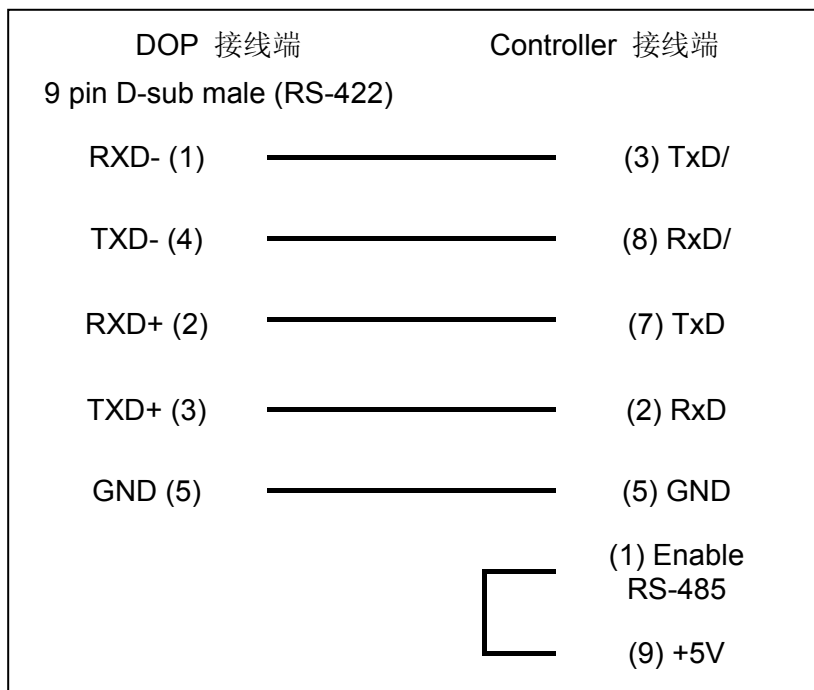 DOP 接线端 Controller 接线端
9 pin D-sub male (RS-422)
RXD- (1) (3) TxD/
TXD- (4) (8) RxD/
RXD+ (2) (7) TxD
TXD+ (3) (2) RxD
GND (5) (5) GND
(1) Enable
RS-485
(9) +5V